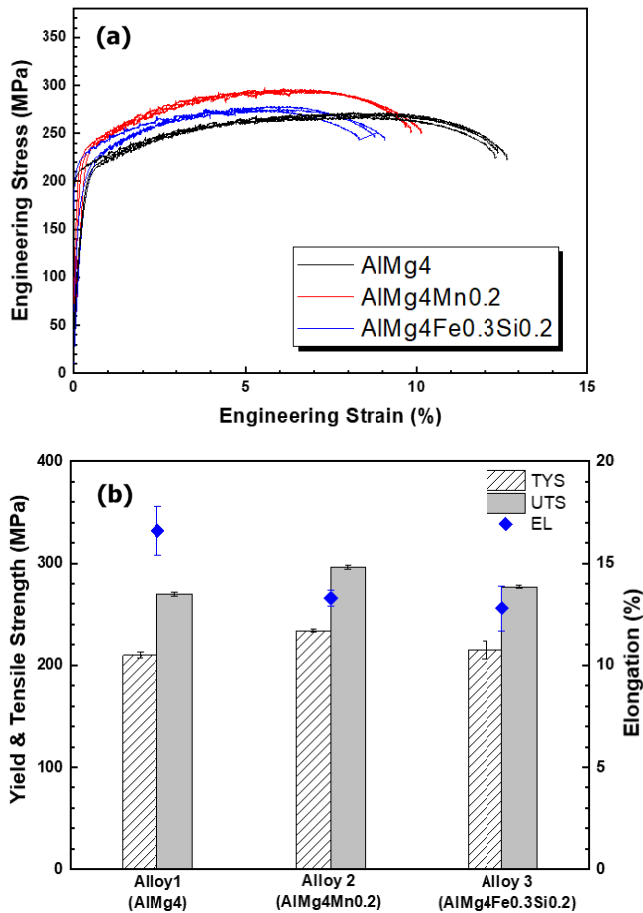 (a)
Engineering Stress (MPa)
350
300
250
200
150
100
50
0
AlMg4
AlMg4Mn0.2
AlMg4Fe0.3Si0.2
0
5
10
15
Engineering Strain (%)
(b)
Yield & Tensile Strength (MPa)
400
300
200
100
0
TYS
UTS
EL
20
15
10
5
0
Elongation (%)
Alloy1
(AlMg4)
Alloy 2
(AlMg4Mn0.2)
Alloy 3
(AlMg4Fe0.3Si0.2)